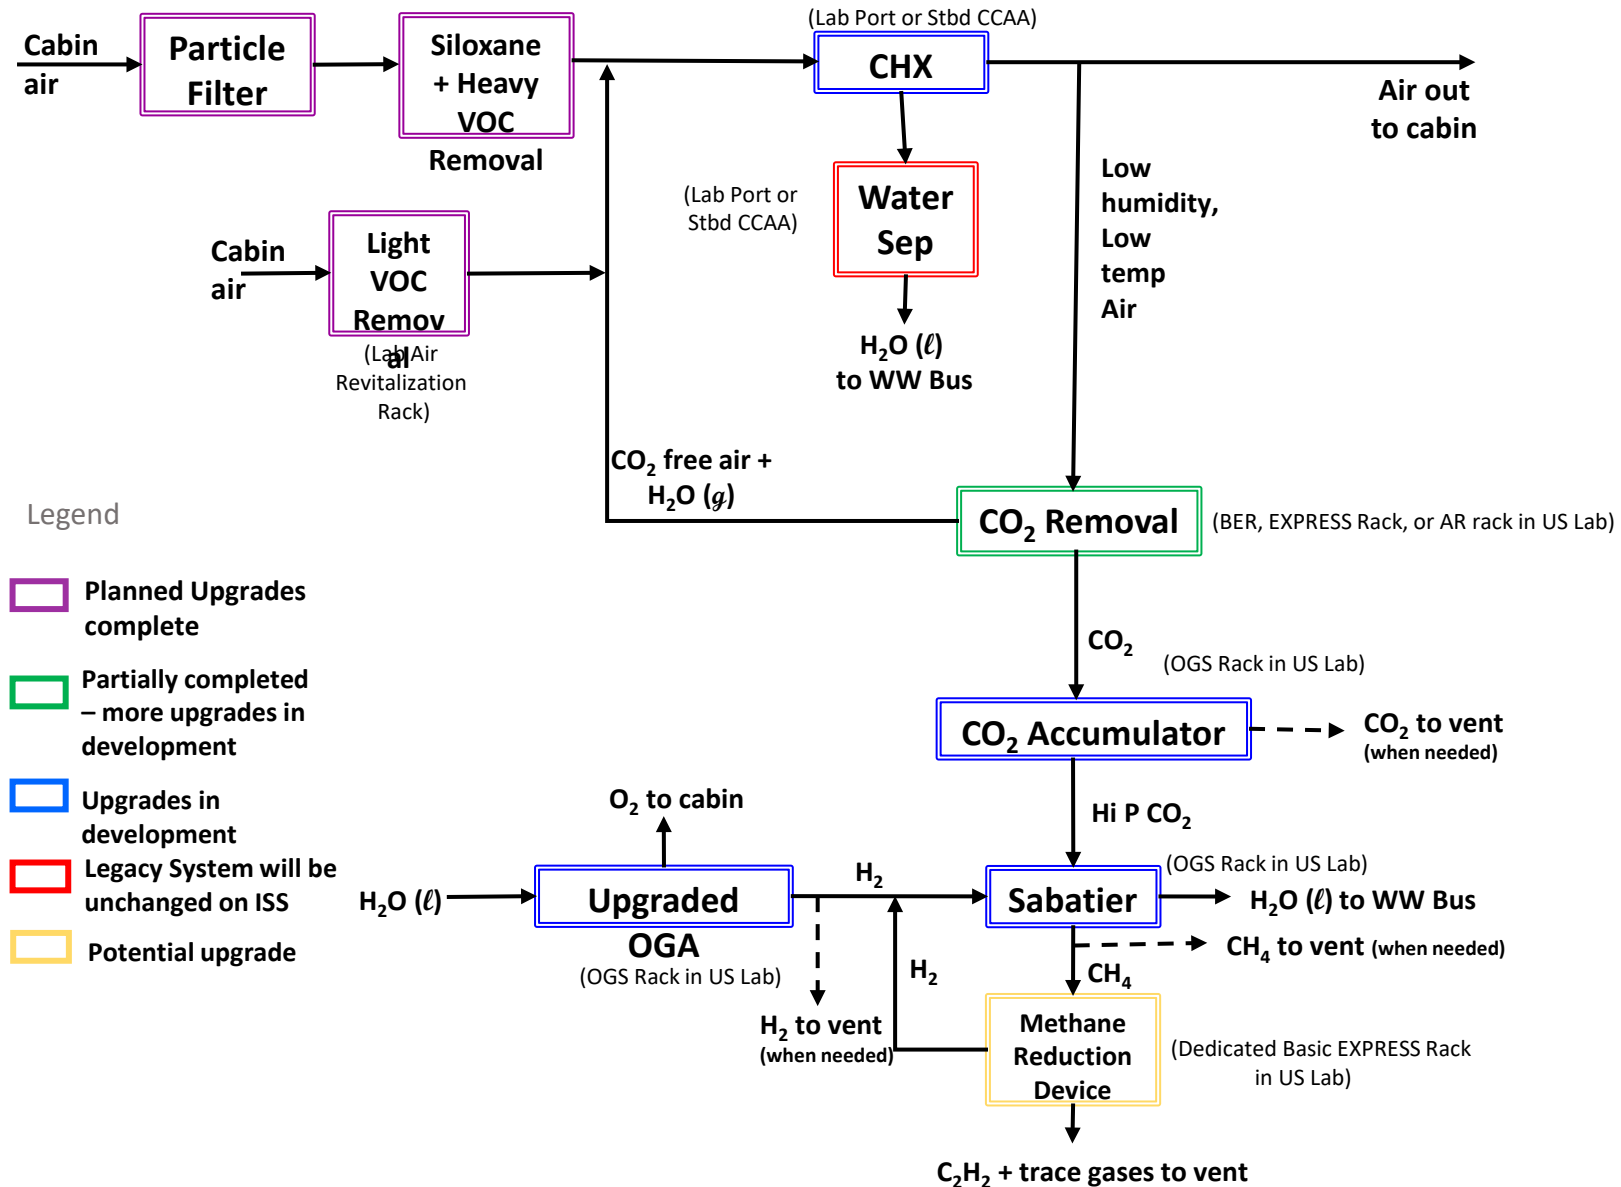 (Lab Port or Stbd CCAA)
Cabin
air
Particle
Filter
Siloxane
+ Heavy
VOC
Removal
CHX
Air out
to cabin
(Lab Port or
Stbd CCAA)
Water
Sep
Low
humidity,
Low
temp
Air
Cabin
air
Light
VOC
Remov
al
(Lab Air
Revitalization
Rack)
H₂O (ℓ)
to WW Bus
CO₂ free air +
H₂O (ℊ)
CO₂ Removal
(BER, EXPRESS Rack, or AR rack in US Lab)
Legend
Planned Upgrades
complete
Partially completed
– more upgrades in
development
Upgrades in
development
Legacy System will be
unchanged on ISS
Potential upgrade
CO₂
(OGS Rack in US Lab)
CO₂ Accumulator
CO₂ to vent
(when needed)
Hi P CO₂
O₂ to cabin
H₂O (ℓ)
Upgraded
OGA
(OGS Rack in US Lab)
H₂
(OGS Rack in US Lab)
Sabatier
H₂O (ℓ) to WW Bus
CH₄ to vent (when needed)
H₂
CH₄
H₂ to vent
(when needed)
Methane
Reduction
Device
(Dedicated Basic EXPRESS Rack
in US Lab)
C₂H₂ + trace gases to vent